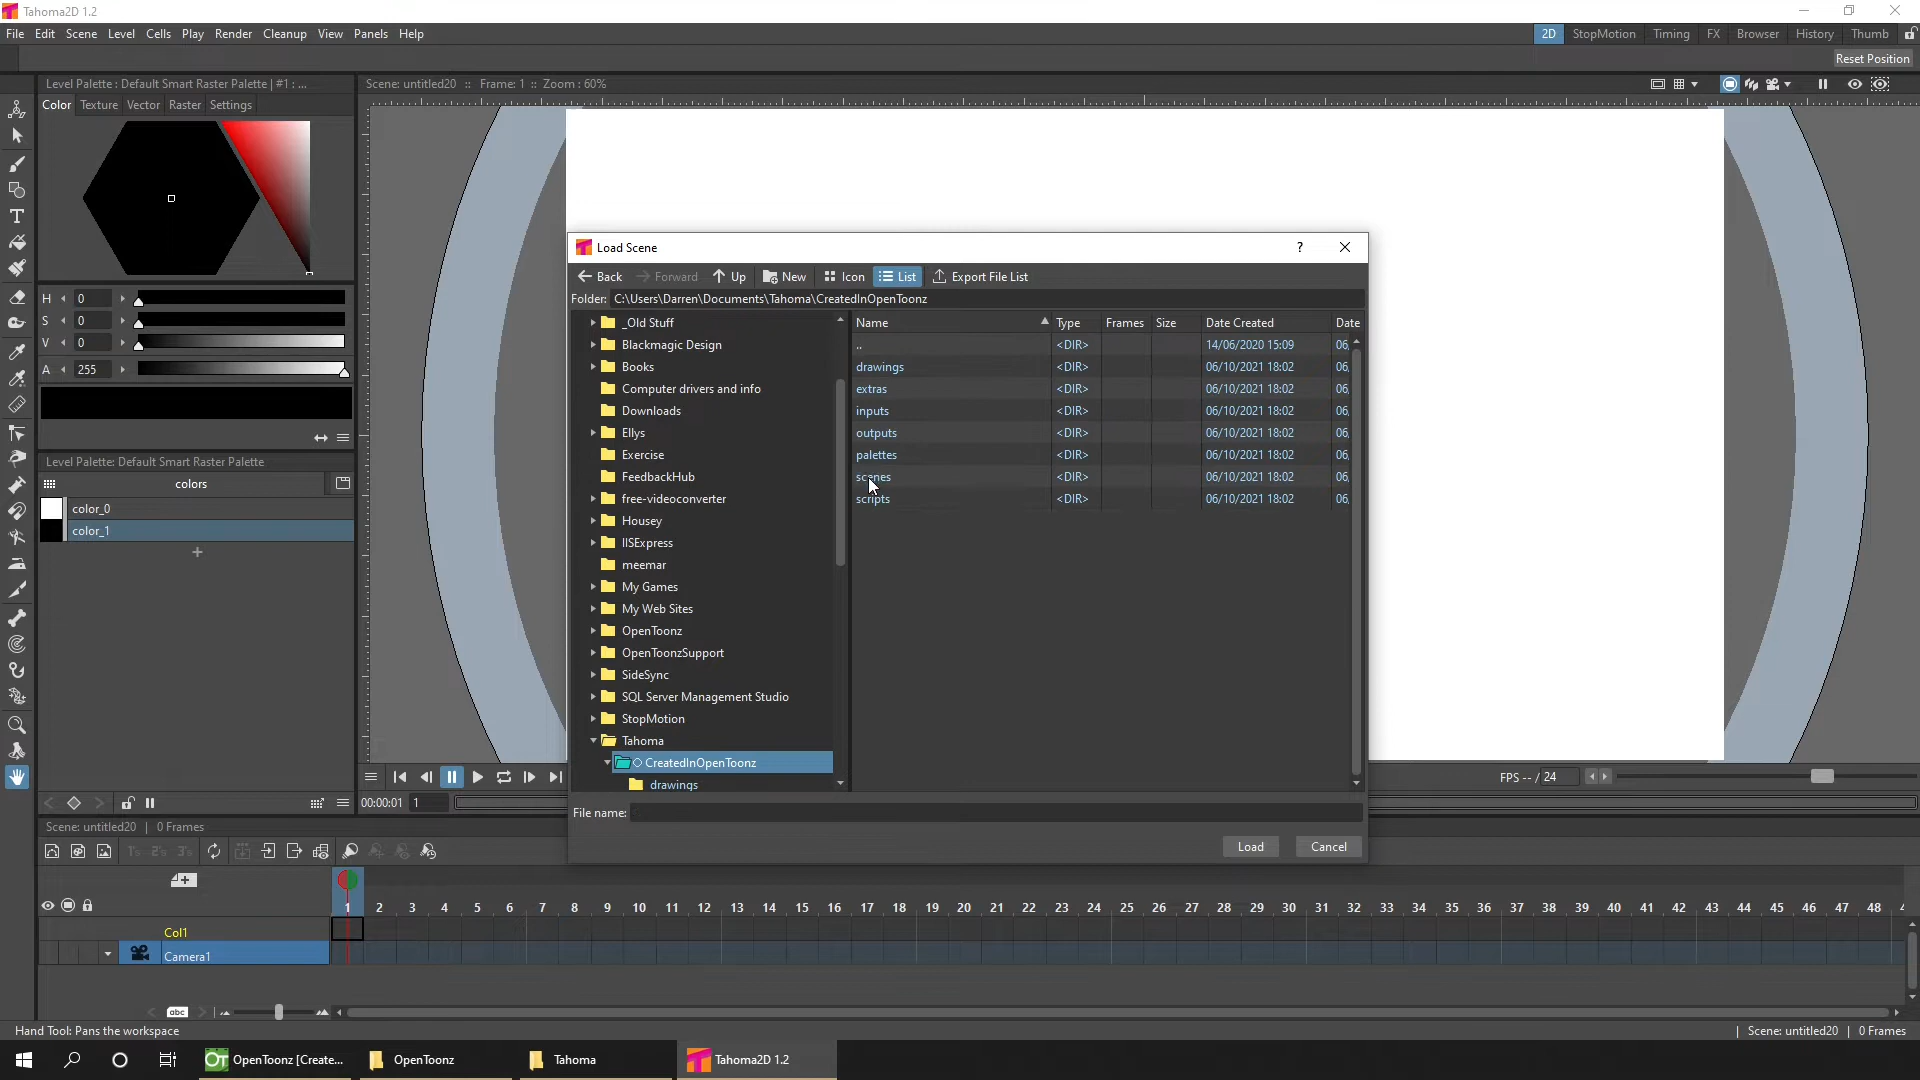 Tahoma2D 1.2
File Edit Scene Level Cells Play Render Cleanup View Panels Help
2D StopMotion Timing FX Browser History Thumb
Reset Position
Level Palette : Default Smart Raster Palette | #1 : ...
Scene: untitled20 :: Frame: 1 :: Zoom : 60%
Color Texture Vector Raster Settings
H 0
S 0
V 0
A 255
Level Palette: Default Smart Raster Palette
colors
color_0
color_1
+
Load Scene
? 
Back Forward Up New Icon List Export File List
Folder: C:\Users\Darren\Documents\Tahoma\CreatedInOpenToonz
_Old Stuff
Blackmagic Design
Books
Computer drivers and info
Downloads
Ellys
Exercise
FeedbackHub
free-videoconverter
Housey
IISExpress
meemar
My Games
My Web Sites
OpenToonz
OpenToonzSupport
SideSync
SQL Server Management Studio
StopMotion
Tahoma
CreatedInOpenToonz
drawings
Name Type Frames Size Date Created Date
.. <DIR> 14/06/2020 15:09 06,
drawings <DIR> 06/10/2021 18:02 06,
extras <DIR> 06/10/2021 18:02 06,
inputs <DIR> 06/10/2021 18:02 06,
outputs <DIR> 06/10/2021 18:02 06,
palettes <DIR> 06/10/2021 18:02 06,
scenes <DIR> 06/10/2021 18:02 06,
scripts <DIR> 06/10/2021 18:02 06,
File name:
Load Cancel
FPS -- / 24
00:00:01 1
Scene: untitled20 | 0 Frames
1's 2's 3's
1 2 3 4 5 6 7 8 9 10 11 12 13 14 15 16 17 18 19 20 21 22 23 24 25 26 27 28 29 30 31 32 33 34 35 36 37 38 39 40 41 42 43 44 45 46 47 48
Col1
Camera1
abc
Hand Tool: Pans the workspace
| Scene: untitled20 | 0 Frames
OpenToonz [Create... OpenToonz Tahoma Tahoma2D 1.2